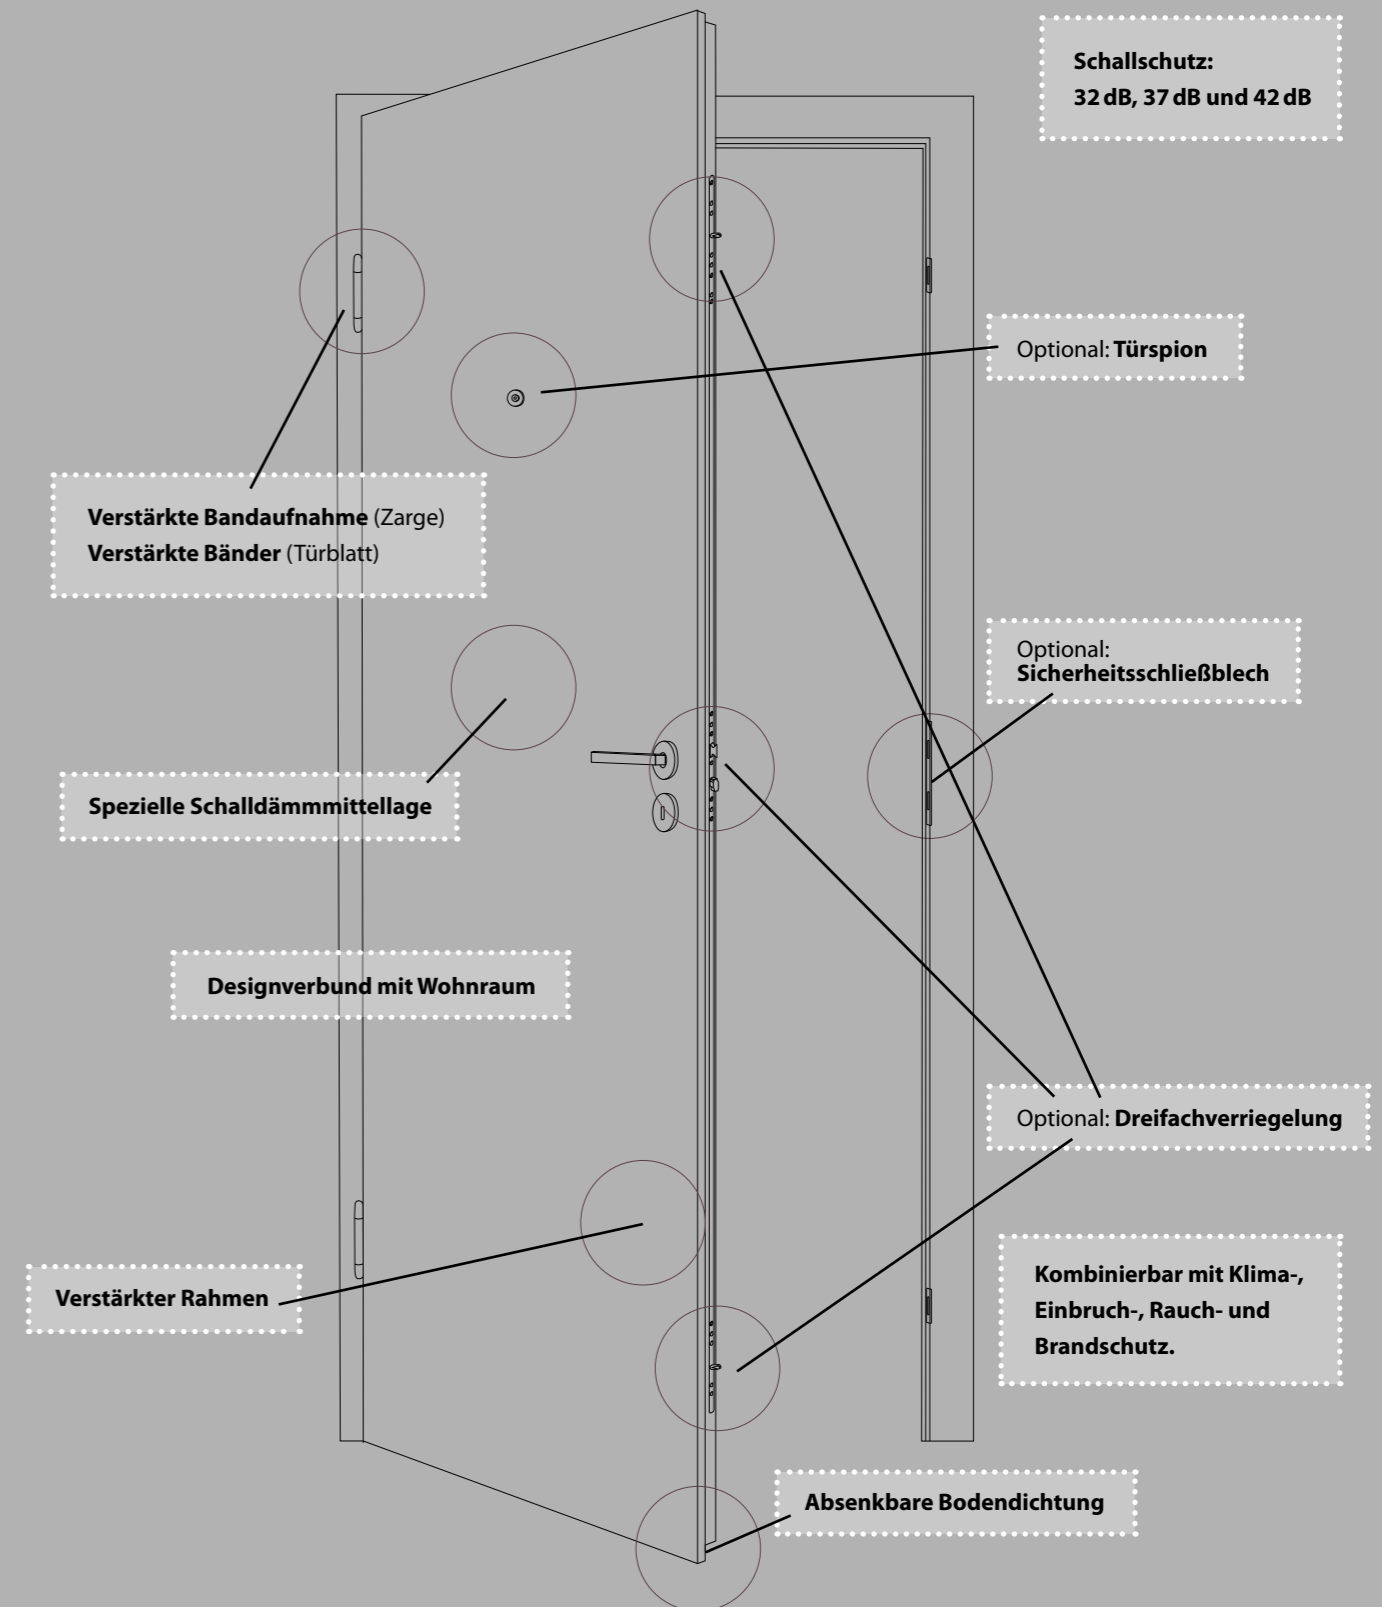 Schallschutz:
32 dB, 37 dB und 42 dB
Optional: Türspion
Verstärkte Bandaufnahme (Zarge)
Verstärkte Bänder (Türblatt)
Optional:
Sicherheitsschließblech
Spezielle Schalldämmmittellage
Designverbund mit Wohnraum
Optional: Dreifachverriegelung
Verstärkter Rahmen
Kombinierbar mit Klima-,
Einbruch-, Rauch- und
Brandschutz.
Absenkbare Bodendichtung